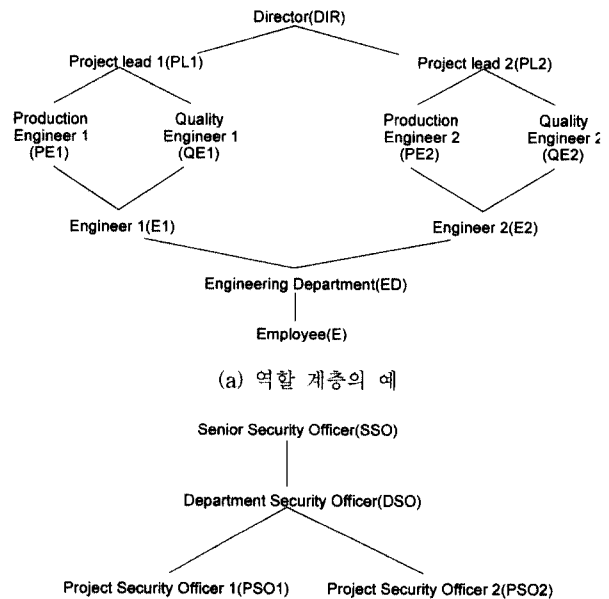 Director(DIR)
Project lead 1(PL1)
Project lead 2(PL2)
Production
Engineer 1
(PE1)
Quality
Engineer 1
(QE1)
Production
Engineer 2
(PE2)
Quality
Engineer 2
(QE2)
Engineer 1(E1)
Engineer 2(E2)
Engineering Department(ED)
Employee(E)
(a) 역할 계층의 예
Senior Security Officer(SSO)
Department Security Officer(DSO)
Project Security Officer 1(PSO1)
Project Security Officer 2(PSO2)